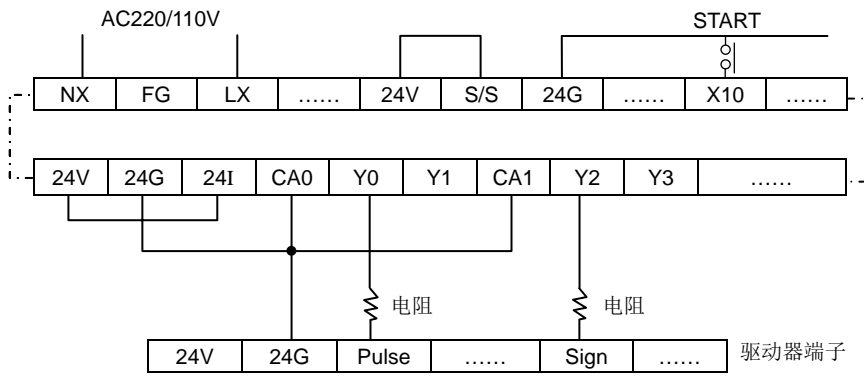 AC220/110V
START
NX FG LX …… 24V S/S 24G …… X10 ……
24V 24G 24I CA0 Y0 Y1 CA1 Y2 Y3 ……
电阻 电阻
24V 24G Pulse …… Sign …… 驱动器端子